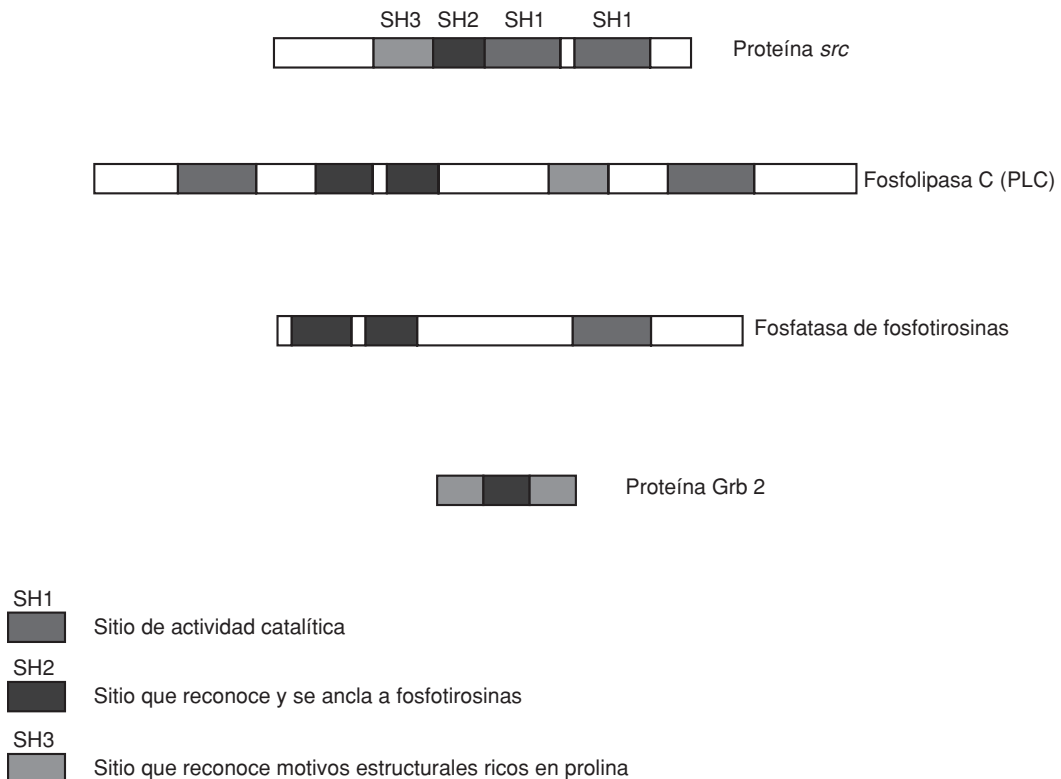 SH3 SH2 SH1 SH1
Proteína src
Fosfolipasa C (PLC)
Fosfatasa de fosfotirosinas
Proteína Grb 2
SH1
Sitio de actividad catalítica
SH2
Sitio que reconoce y se ancla a fosfotirosinas
SH3
Sitio que reconoce motivos estructurales ricos en prolina